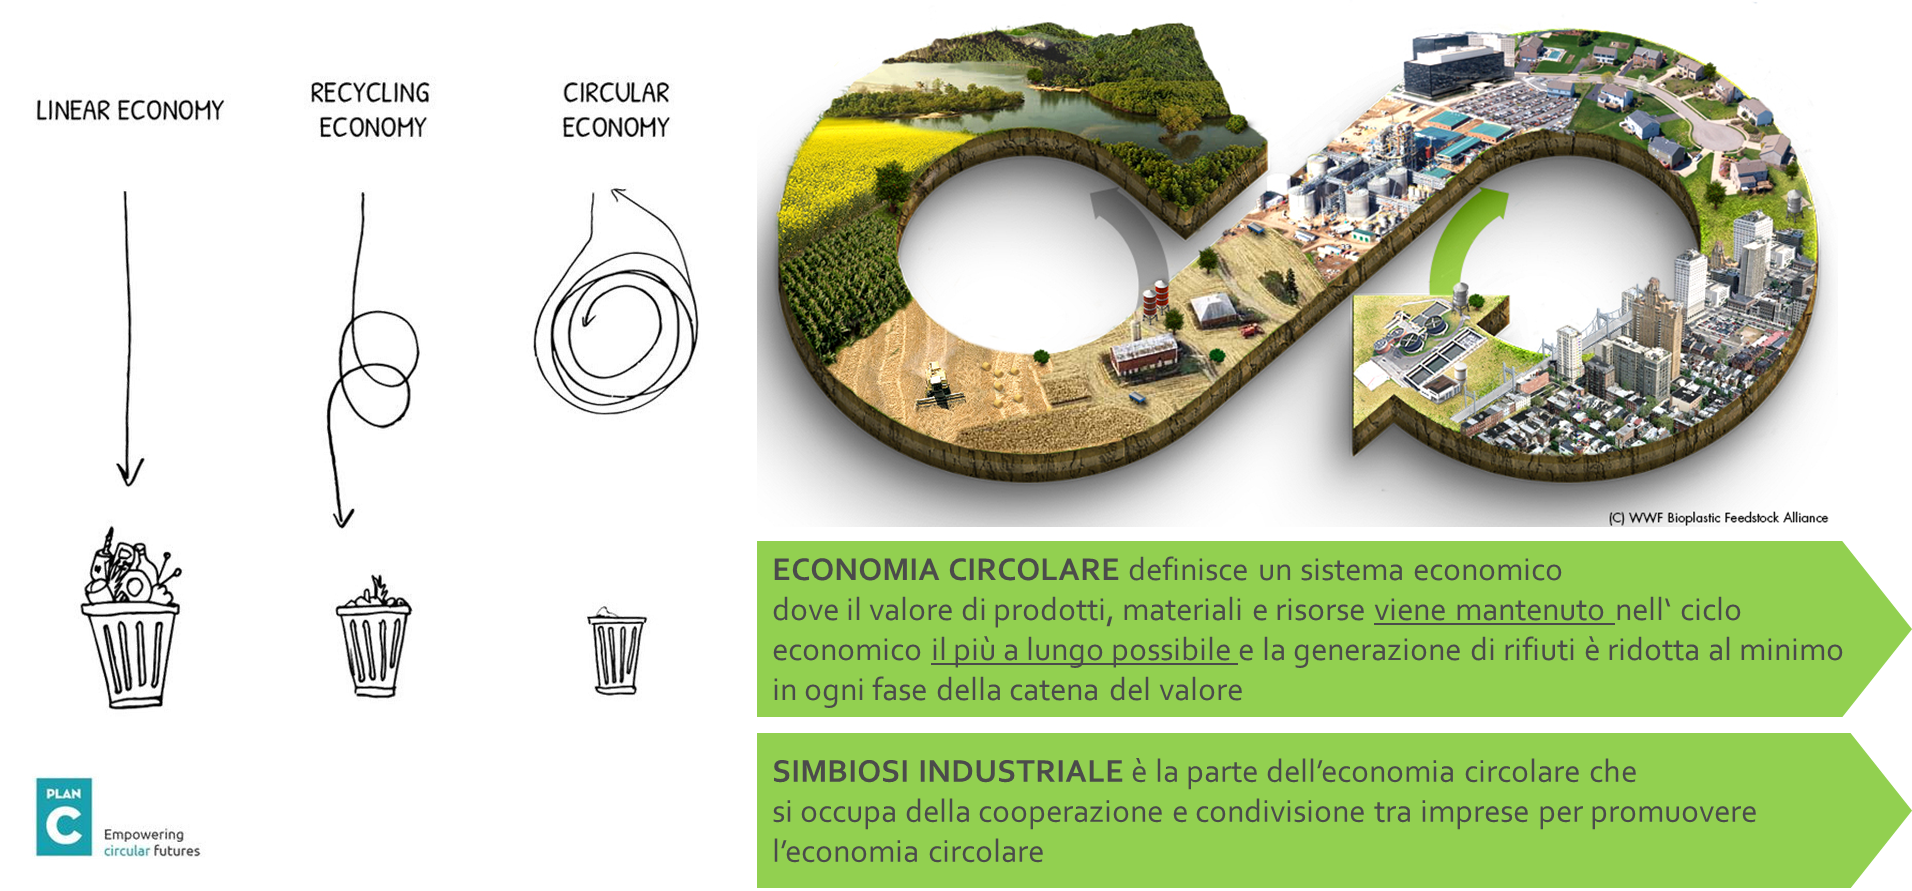 LINEAR ECONOMY
RECYCLING
ECONOMY
CIRCULAR
ECONOMY
PLAN
C
Empowering
circular futures
(C) WWF Bioplastic Feedstock Alliance
ECONOMIA CIRCOLARE definisce un sistema economico
dove il valore di prodotti, materiali e risorse viene mantenuto nell‘ ciclo
economico il più a lungo possibile e la generazione di rifiuti è ridotta al minimo
in ogni fase della catena del valore
SIMBIOSI INDUSTRIALE è la parte dell’economia circolare che
si occupa della cooperazione e condivisione tra imprese per promuovere
l’economia circolare